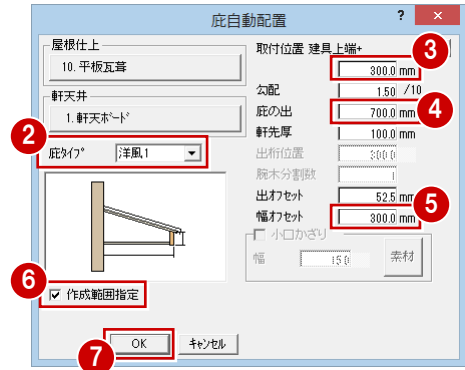 庇自動配置 ? ×
屋根仕上
10. 平板瓦葺
軒天井
1. 軒天ボード
2
庇タイプ 洋風1
6
作成範囲指定
7
OK キャンセル
取付位置 建具上端+
3
300.0 mm
勾配 1.50 /10
庇の出 700.0 mm
4
軒先厚 100.0 mm
出桁位置 300.0
腕木分割数 1
出オフセット 52.5 mm
5
幅オフセット 300.0 mm
小口かざり
幅 150 素材